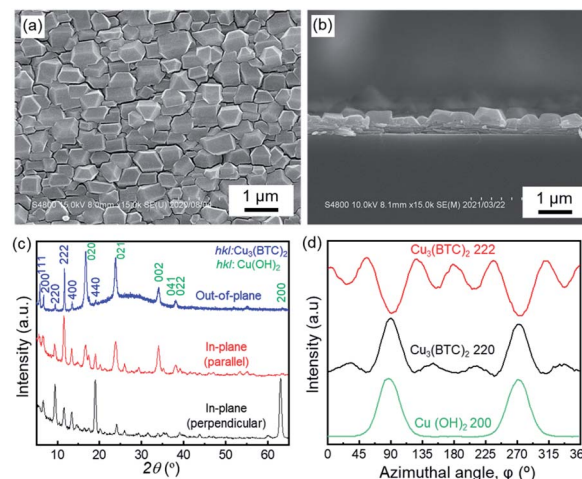 (a)
S4800 15.0kV 8.0mm x15.0k SE(U) 2020/08/04
1 µm
(b)
S4800 10.0kV 8.1mm x15.0k SE(M) 2021/03/22
1 µm
(c)
Intensity (a.u.)
111
200
220
222
400
020
440
021
002
041
022
200
hkl:Cu₃(BTC)₂
hkl:Cu(OH)₂
Out-of-plane
In-plane
(parallel)
In-plane
(perpendicular)
10 20 30 40 50 60
2θ (°)
(d)
Intensity (a.u.)
Cu₃(BTC)₂ 222
Cu₃(BTC)₂ 220
Cu (OH)₂ 200
0 45 90 135 180 225 270 315
Azimuthal angle, φ (°)